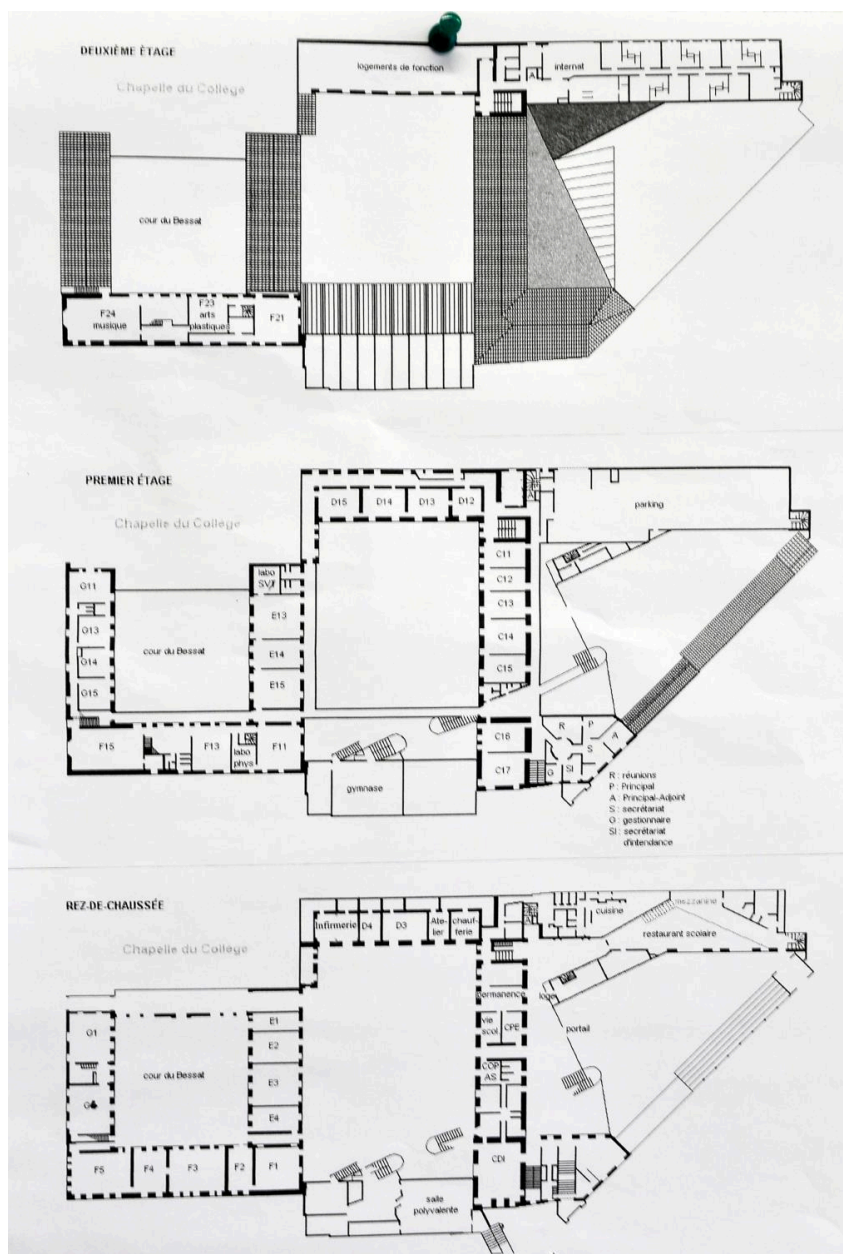 DEUXIÈME ÉTAGE
Chapelle du Collège
logements de fonction
internat
A
cour du Bessat
F24
musique
F23
arts
plastiques
F21
PREMIER ÉTAGE
Chapelle du Collège
D15
D14
D13
D12
A
parking
G11
G13
G14
G15
labo
SVT
E13
E14
E15
cour du Bessat
C11
C12
C13
C14
C15
C16
C17
F15
F13
labo
phys
F11
gymnase
R
P
A
S
G
SI
R : réunions
P : Principal
A : Principal-Adjoint
S : secrétariat
G : gestionnaire
SI : secrétariat
d'intendance
REZ-DE-CHAUSSÉE
Chapelle du Collège
Infirmerie
D4
D3
Ate-
lier
chauf-
ferie
A
cuisine
mezzanine
restaurant scolaire
permanence
loge
portail
vie
scol.
CPE
COP
AS
CDI
G1
E1
E2
E3
E4
cour du Bessat
F5
F4
F3
F2
F1
salle
polyvalente